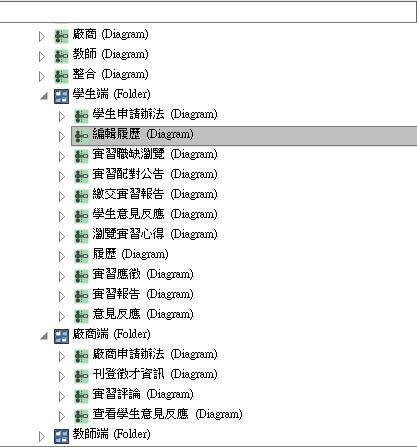 廠商 (Diagram)
教師 (Diagram)
整合 (Diagram)
學生端 (Folder)
學生申請辦法 (Diagram)
編輯履歷 (Diagram)
實習職缺瀏覽 (Diagram)
實習配對公告 (Diagram)
繳交實習報告 (Diagram)
學生意見反應 (Diagram)
瀏覽實習心得 (Diagram)
履歷 (Diagram)
實習應徵 (Diagram)
實習報告 (Diagram)
意見反應 (Diagram)
廠商端 (Folder)
廠商申請辦法 (Diagram)
刊登徵才資訊 (Diagram)
實習評論 (Diagram)
查看學生意見反應 (Diagram)
教師端 (Folder)